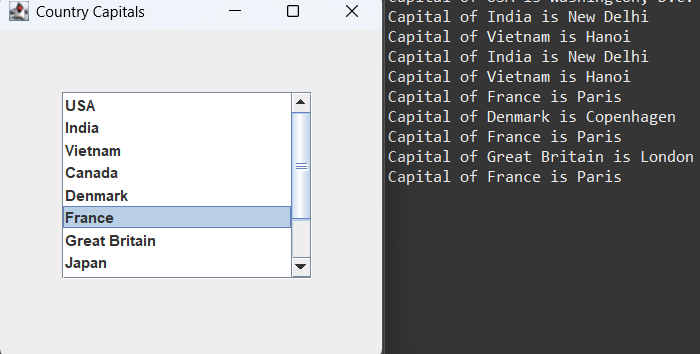 Country Capitals
USA
India
Vietnam
Canada
Denmark
France
Great Britain
Japan
Capital of USA is Washington, D.C.
Capital of India is New Delhi
Capital of Vietnam is Hanoi
Capital of India is New Delhi
Capital of Vietnam is Hanoi
Capital of France is Paris
Capital of Denmark is Copenhagen
Capital of France is Paris
Capital of Great Britain is London
Capital of France is Paris